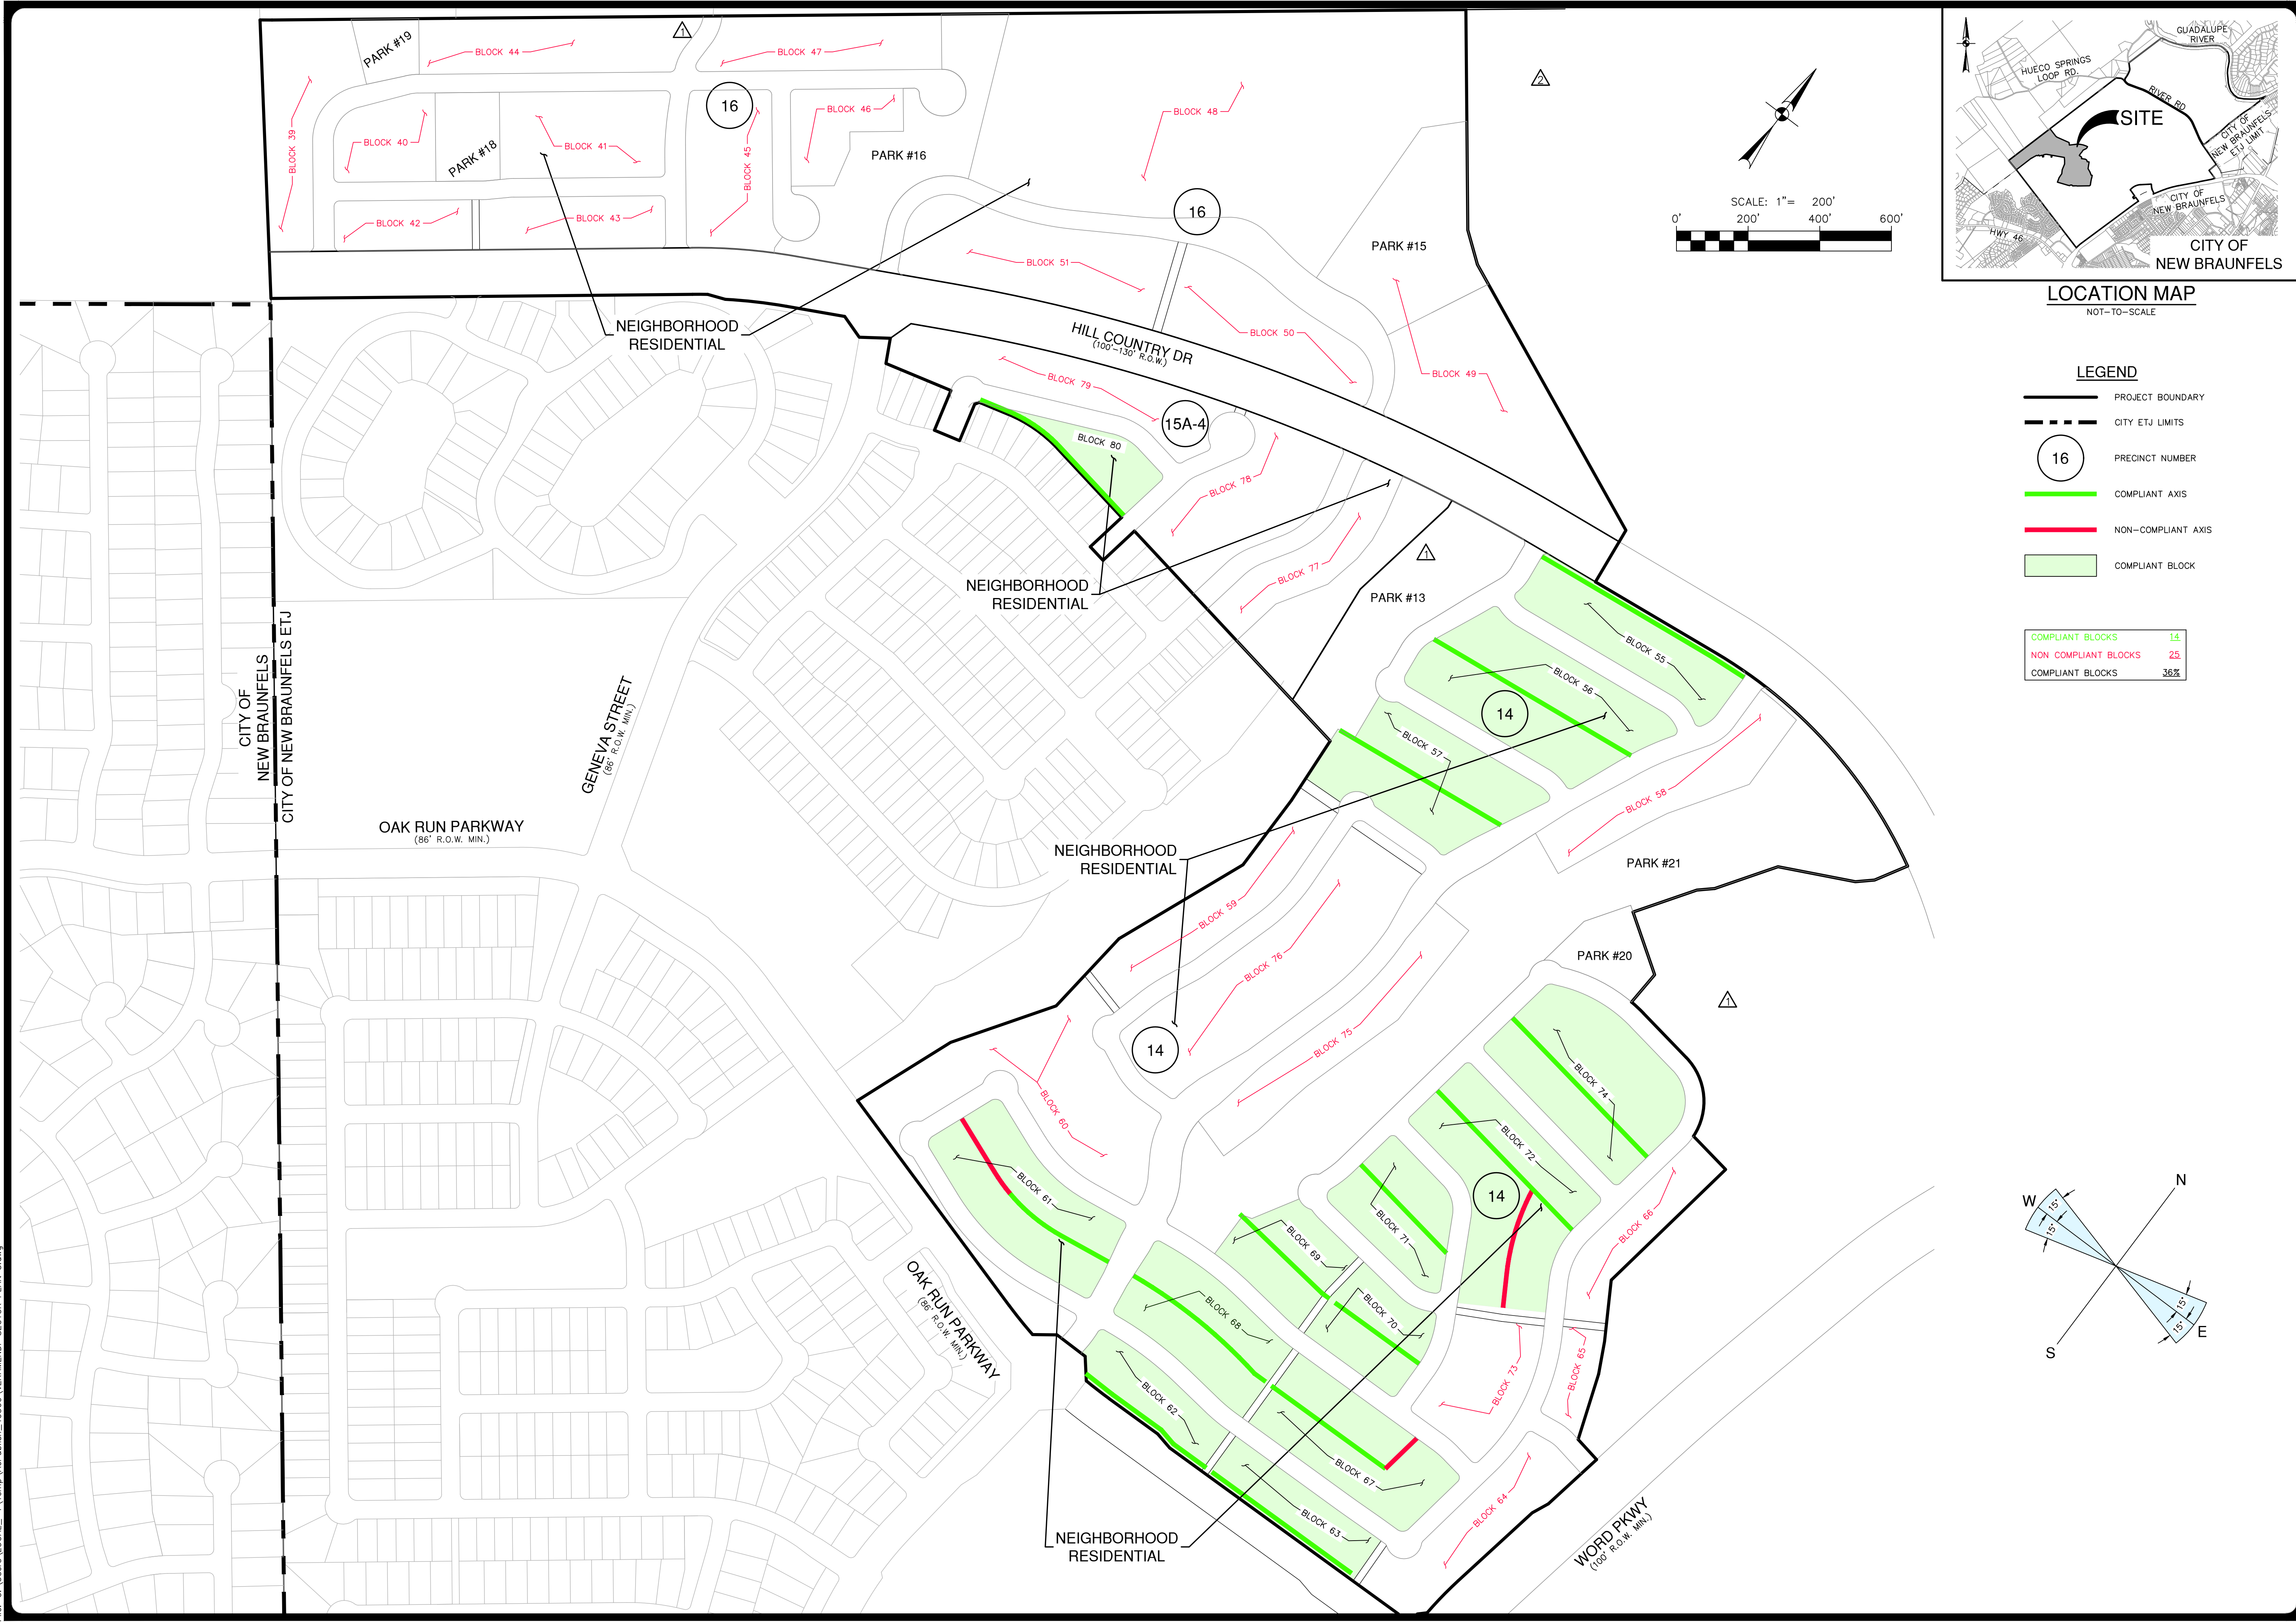 PARK #19
BLOCK 44
1
BLOCK 47
BLOCK 39
BLOCK 40
PARK #18
BLOCK 41
16
BLOCK 45
BLOCK 46
PARK #16
BLOCK 48
2
BLOCK 42
BLOCK 43
16
BLOCK 51
PARK #15
BLOCK 50
BLOCK 49
SCALE: 1"= 200'
0' 200' 400' 600'
GUADALUPE
RIVER
HUECO SPRINGS
LOOP RD.
RIVER RD
SITE
CITY OF
NEW BRAUNFELS
ETJ LIMIT
CITY OF
NEW BRAUNFELS
HWY 46
CITY OF
NEW BRAUNFELS
LOCATION MAP
NOT-TO-SCALE
LEGEND
PROJECT BOUNDARY
CITY ETJ LIMITS
16
PRECINCT NUMBER
COMPLIANT AXIS
NON-COMPLIANT AXIS
COMPLIANT BLOCK
COMPLIANT BLOCKS 14
NON COMPLIANT BLOCKS 25
COMPLIANT BLOCKS 36%
NEIGHBORHOOD
RESIDENTIAL
HILL COUNTRY DR
(100'-130' R.O.W.)
BLOCK 79
15A-4
BLOCK 80
BLOCK 78
BLOCK 77
1
PARK #13
NEIGHBORHOOD
RESIDENTIAL
BLOCK 55
BLOCK 56
14
BLOCK 57
BLOCK 58
PARK #21
CITY OF
NEW BRAUNFELS
CITY OF NEW BRAUNFELS ETJ
GENEVA STREET
(86' R.O.W. MIN.)
OAK RUN PARKWAY
(86' R.O.W. MIN.)
NEIGHBORHOOD
RESIDENTIAL
BLOCK 59
BLOCK 76
PARK #20
1
BLOCK 75
14
BLOCK 60
BLOCK 74
BLOCK 72
14
BLOCK 61
BLOCK 71
BLOCK 66
BLOCK 69
BLOCK 70
BLOCK 68
OAK RUN PARKWAY
(86' R.O.W. MIN.)
BLOCK 65
BLOCK 73
BLOCK 62
BLOCK 67
BLOCK 63
BLOCK 64
NEIGHBORHOOD
RESIDENTIAL
WORD PKWY
(100' R.O.W. MIN.)
N
W
15°
15°
15°
15°
E
S